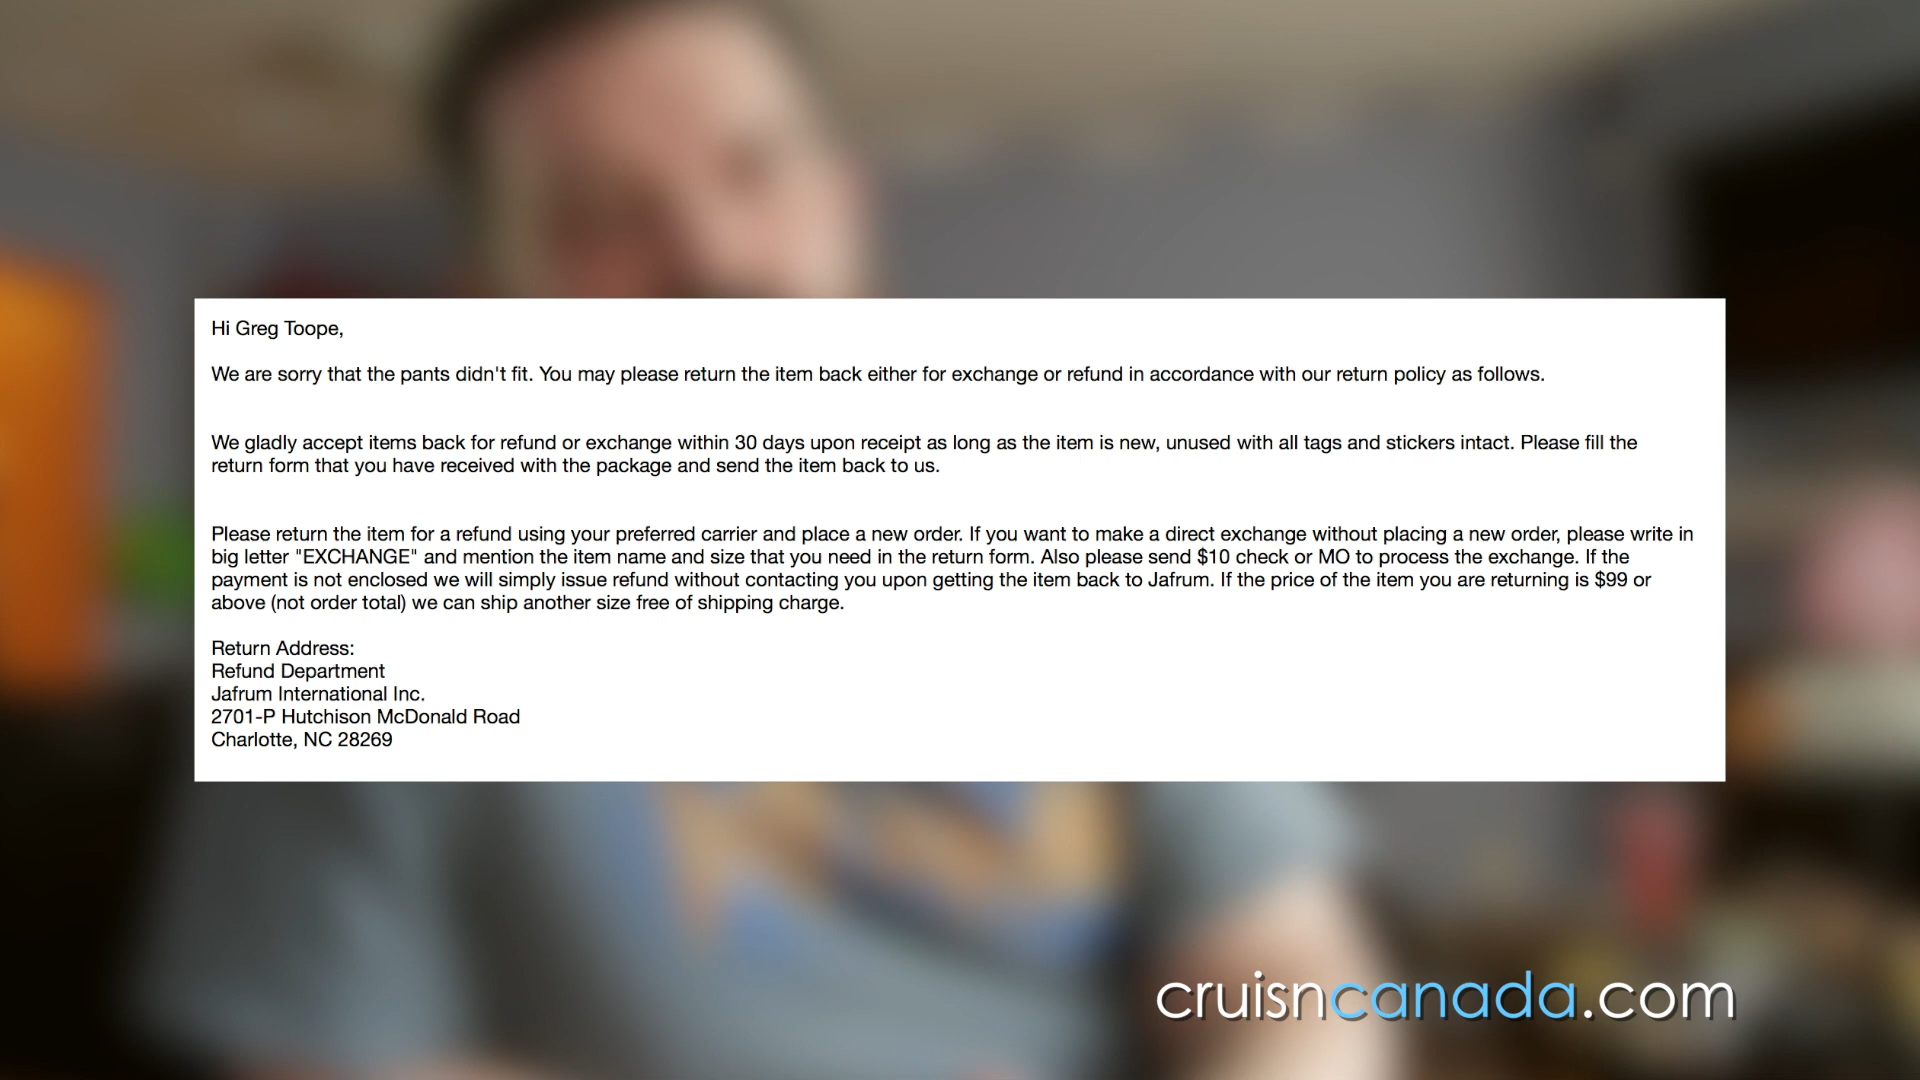 Hi Greg Toope,
We are sorry that the pants didn't fit. You may please return the item back either for exchange or refund in accordance with our return policy as follows.
We gladly accept items back for refund or exchange within 30 days upon receipt as long as the item is new, unused with all tags and stickers intact. Please fill the
return form that you have received with the package and send the item back to us.
Please return the item for a refund using your preferred carrier and place a new order. If you want to make a direct exchange without placing a new order, please write in
big letter "EXCHANGE" and mention the item name and size that you need in the return form. Also please send $10 check or MO to process the exchange. If the
payment is not enclosed we will simply issue refund without contacting you upon getting the item back to Jafrum. If the price of the item you are returning is $99 or
above (not order total) we can ship another size free of shipping charge.
Return Address:
Refund Department
Jafrum International Inc.
2701-P Hutchison McDonald Road
Charlotte, NC 28269
cruisncanada.com